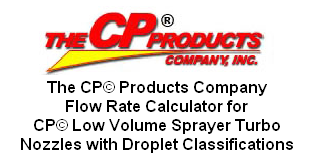 THE CP® PRODUCTS
COMPANY, INC.
The CP© Products Company
Flow Rate Calculator for
CP© Low Volume Sprayer Turbo
Nozzles with Droplet Classifications